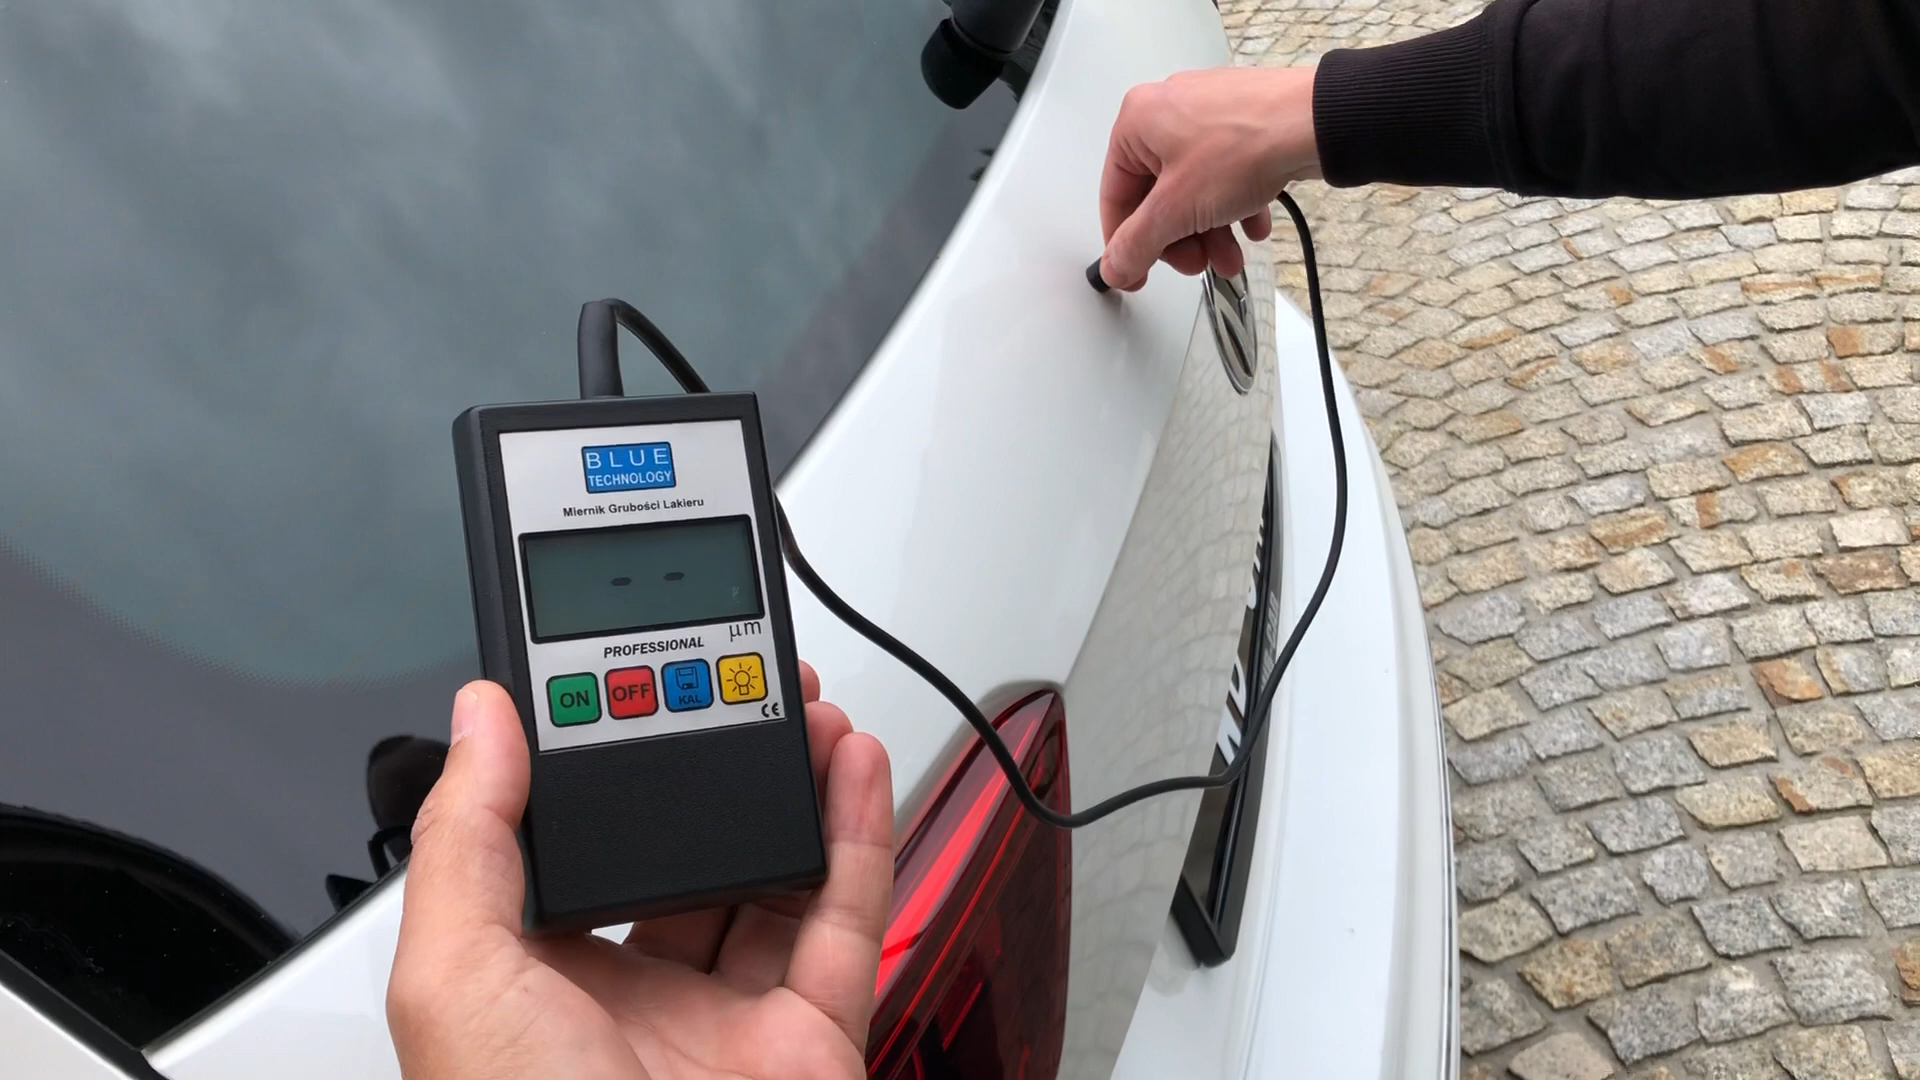 BLUE
TECHNOLOGY
Miernik Grubości Lakieru
- -
µm
PROFESSIONAL
ON
OFF
KAL
CE